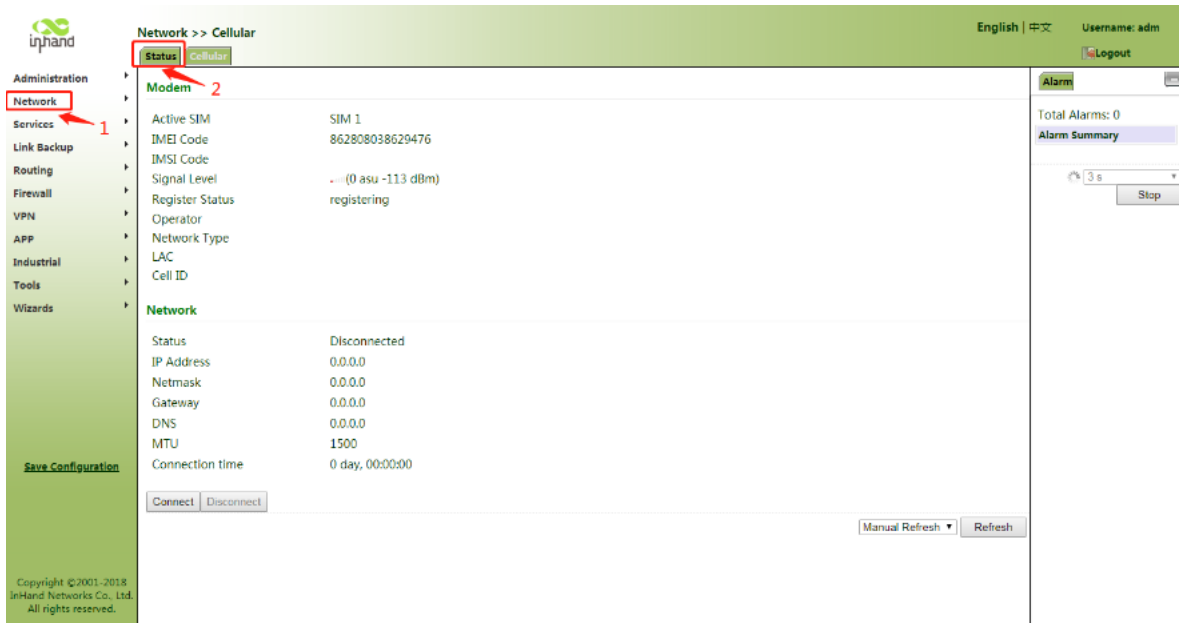 inhand
Network >> Cellular
English | 中文
Username: adm
Logout
Status
Cellular
Administration
Network
Services
Link Backup
Routing
Firewall
VPN
APP
Industrial
Tools
Wizards
1
2
Modem
Active SIM SIM 1
IMEI Code 862808038629476
IMSI Code
Signal Level (0 asu -113 dBm)
Register Status registering
Operator
Network Type
LAC
Cell ID
Network
Status Disconnected
IP Address 0.0.0.0
Netmask 0.0.0.0
Gateway 0.0.0.0
DNS 0.0.0.0
MTU 1500
Connection time 0 day, 00:00:00
Connect Disconnect
Manual Refresh Refresh
Alarm
Total Alarms: 0
Alarm Summary
3 s
Stop
Save Configuration
Copyright ©2001-2018
InHand Networks Co., Ltd.
All rights reserved.